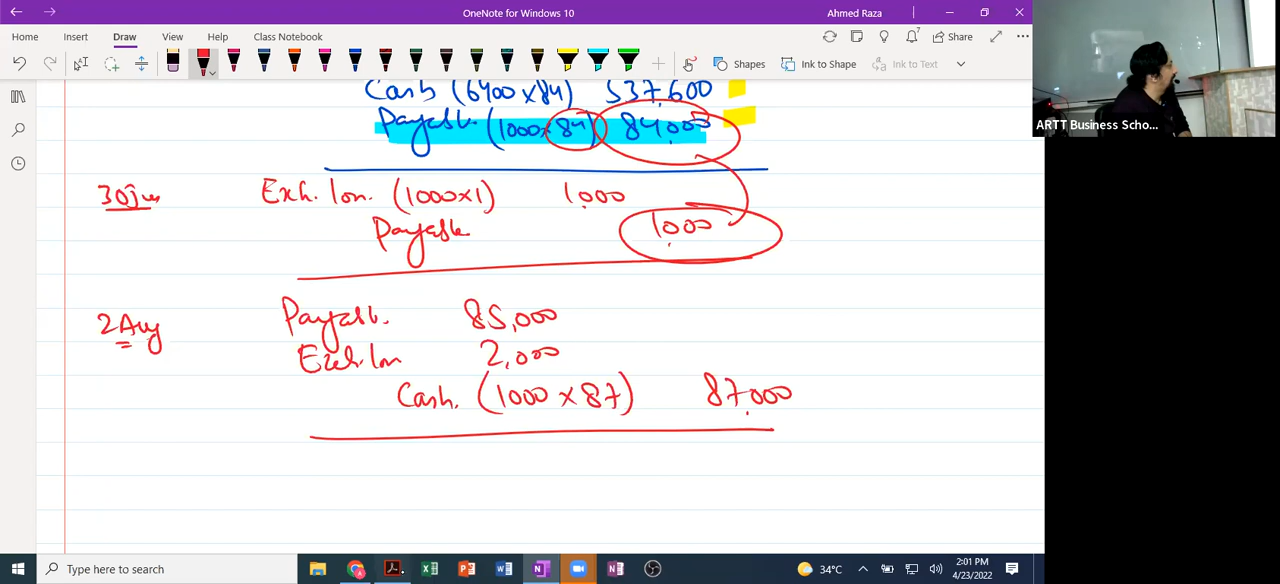 OneNote for Windows 10
Ahmed Raza
Home Insert Draw View Help Class Notebook
Share
Shapes Ink to Shape Ink to Text
ARTT Business Scho...
Cash (6400 x 84) 537,600
Payable (1000 x 84) 84,000
30 Jun Exch. loss. (1000 x 1) 1,000
Payable 1,000
2 Aug Payable. 85,000
Exch. loss 2,000
Cash. (1000 x 87) 87,000
Type here to search
34°C
2:01 PM
4/23/2022